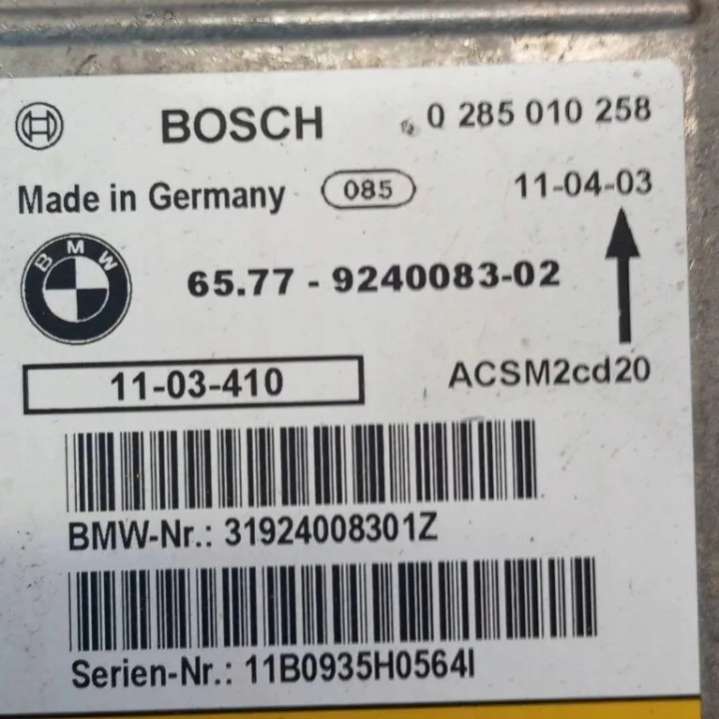 BOSCH 0 285 010 258
Made in Germany 085 11-04-03
BMW 65.77 - 9240083-02
11-03-410 ACSM2cd20
BMW-Nr.: 31924008301Z
Serien-Nr.: 11B0935H0564I